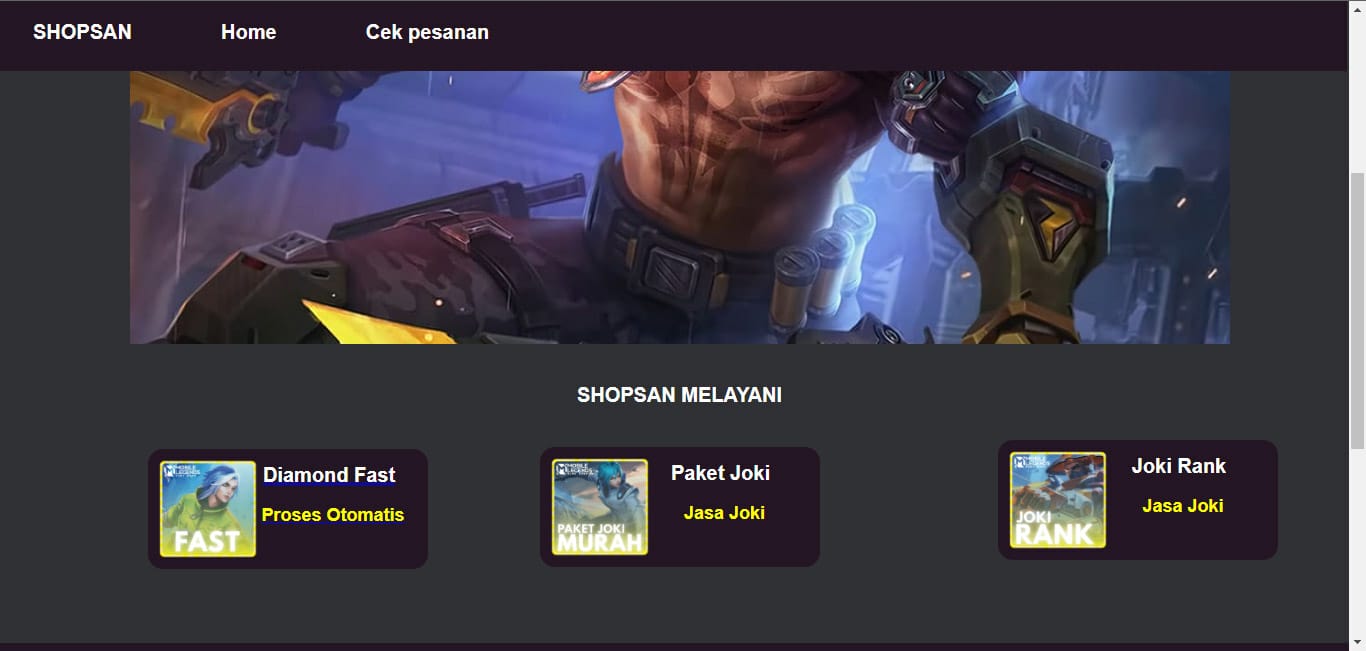 SHOPSAN
Home
Cek pesanan
SHOPSAN MELAYANI
MOBILE
LEGENDS
FAST
Diamond Fast
Proses Otomatis
MOBILE
LEGENDS
PAKET JOKI
MURAH
Paket Joki
Jasa Joki
MOBILE
LEGENDS
JOKI
RANK
Joki Rank
Jasa Joki